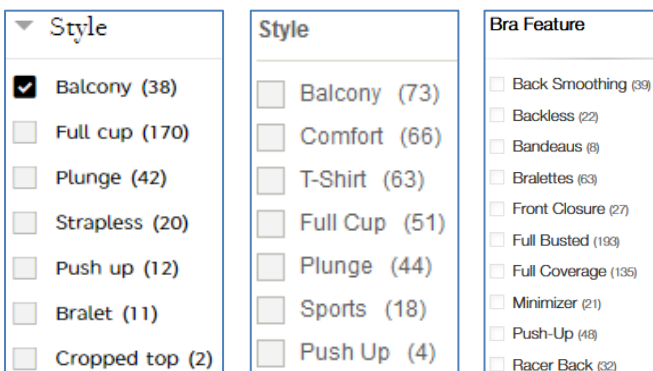 Style
Balcony (38)
Full cup (170)
Plunge (42)
Strapless (20)
Push up (12)
Bralet (11)
Cropped top (2)
Style
Balcony (73)
Comfort (66)
T-Shirt (63)
Full Cup (51)
Plunge (44)
Sports (18)
Push Up (4)
Bra Feature
Back Smoothing (39)
Backless (22)
Bandeaus (8)
Bralettes (63)
Front Closure (27)
Full Busted (193)
Full Coverage (135)
Minimizer (21)
Push-Up (48)
Racer Back (32)